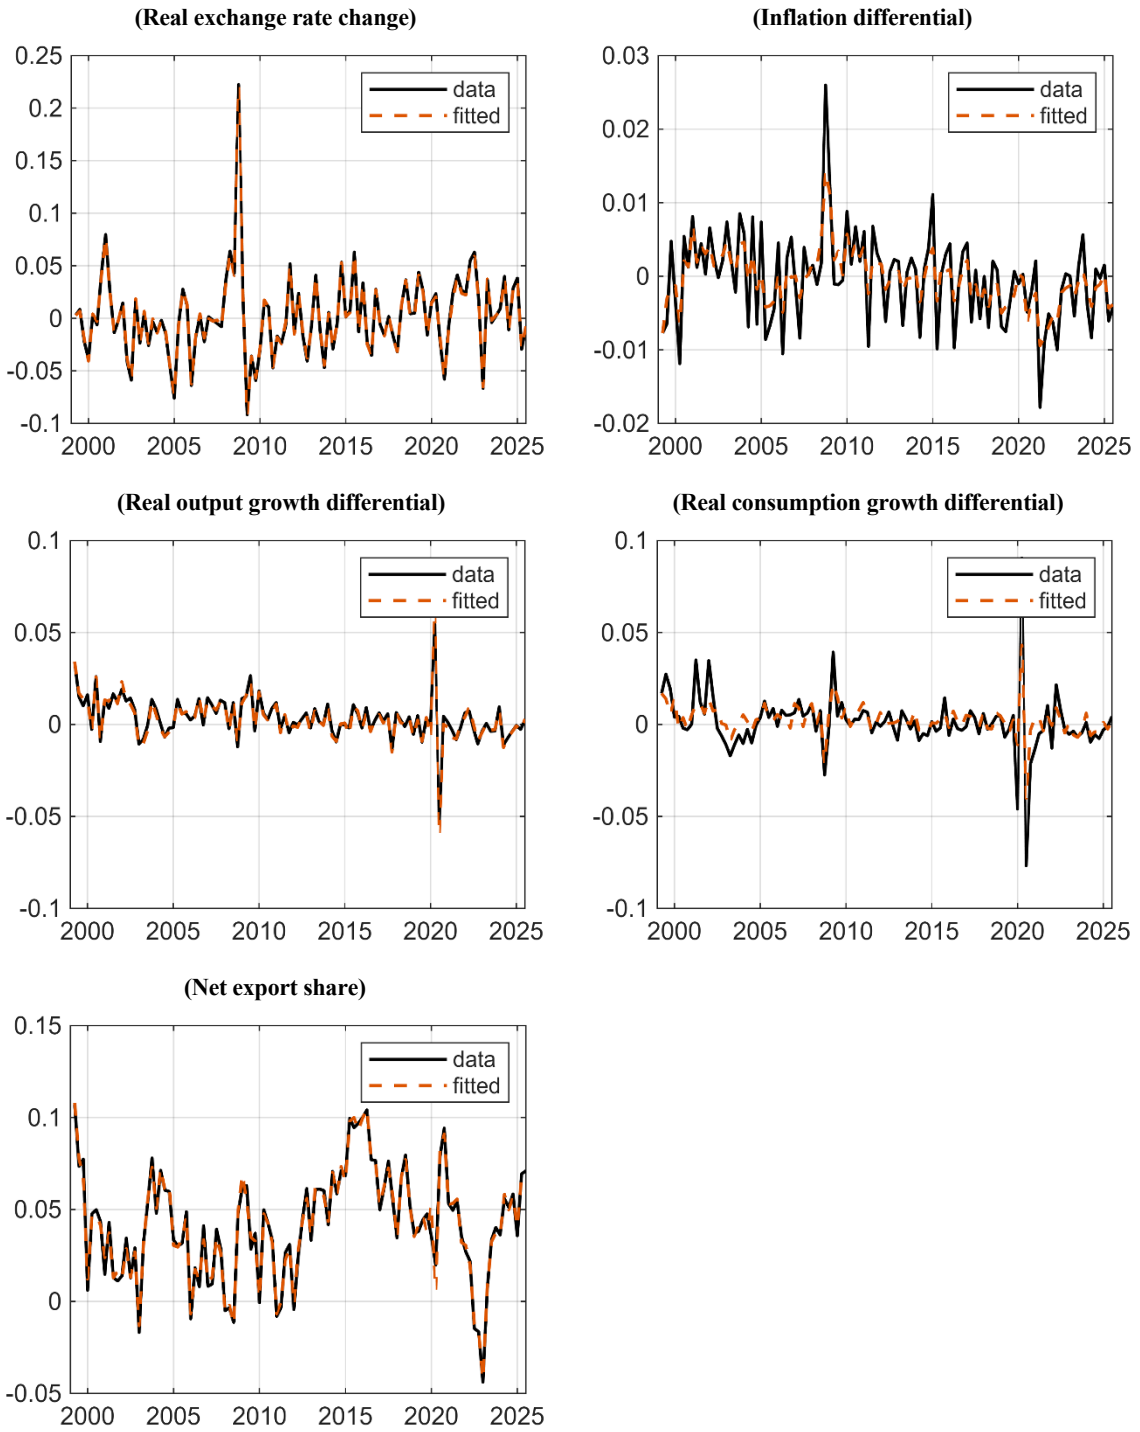 (Real exchange rate change)
0.25
0.2
0.15
0.1
0.05
0
-0.05
-0.1
2000 2005 2010 2015 2020 2025
data
fitted
(Inflation differential)
0.03
0.02
0.01
0
-0.01
-0.02
2000 2005 2010 2015 2020 2025
data
fitted
(Real output growth differential)
0.1
0.05
0
-0.05
-0.1
2000 2005 2010 2015 2020 2025
data
fitted
(Real consumption growth differential)
0.1
0.05
0
-0.05
-0.1
2000 2005 2010 2015 2020 2025
data
fitted
(Net export share)
0.15
0.1
0.05
0
-0.05
2000 2005 2010 2015 2020 2025
data
fitted